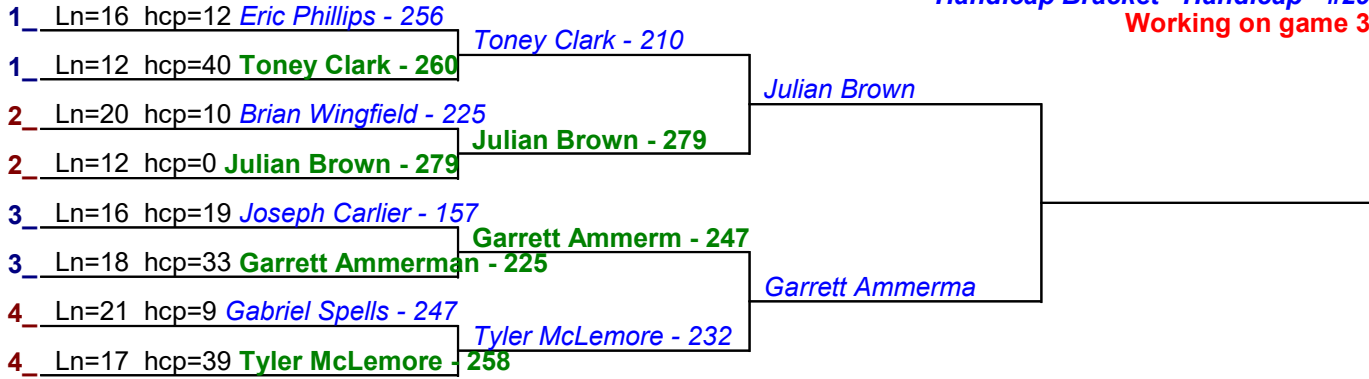 Handicap Bracket - Handicap - #29
Working on game 3
1_ Ln=16 hcp=12 Eric Phillips - 256
Toney Clark - 210
1_ Ln=12 hcp=40 Toney Clark - 260
Julian Brown
2_ Ln=20 hcp=10 Brian Wingfield - 225
Julian Brown - 279
2_ Ln=12 hcp=0 Julian Brown - 279
3_ Ln=16 hcp=19 Joseph Carlier - 157
Garrett Ammerm - 247
3_ Ln=18 hcp=33 Garrett Ammerman - 225
Garrett Ammerma
4_ Ln=21 hcp=9 Gabriel Spells - 247
Tyler McLemore - 232
4_ Ln=17 hcp=39 Tyler McLemore - 258